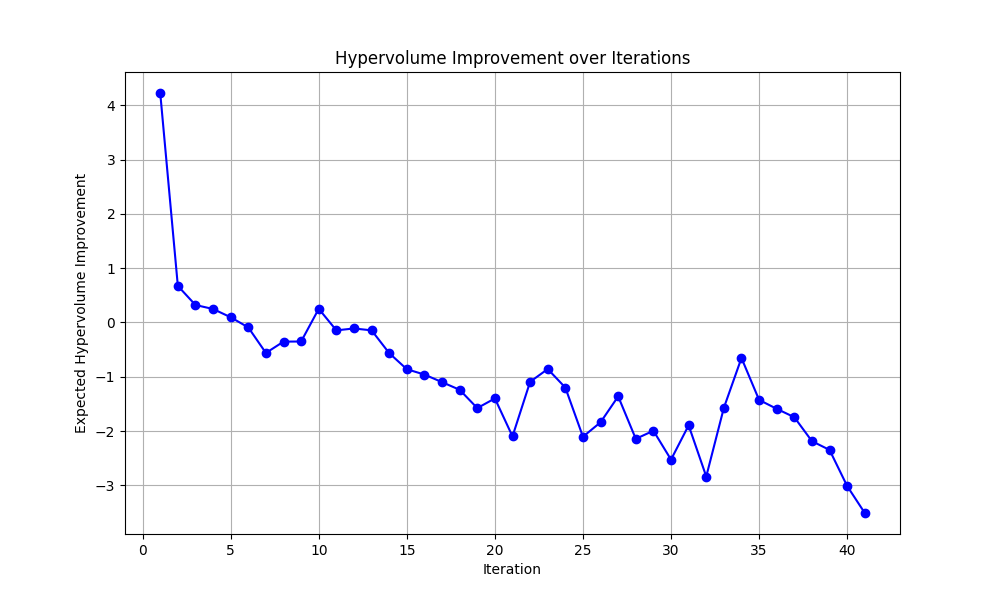 Hypervolume Improvement over Iterations
Expected Hypervolume Improvement
4
3
2
1
0
−1
−2
−3
0 5 10 15 20 25 30 35 40
Iteration